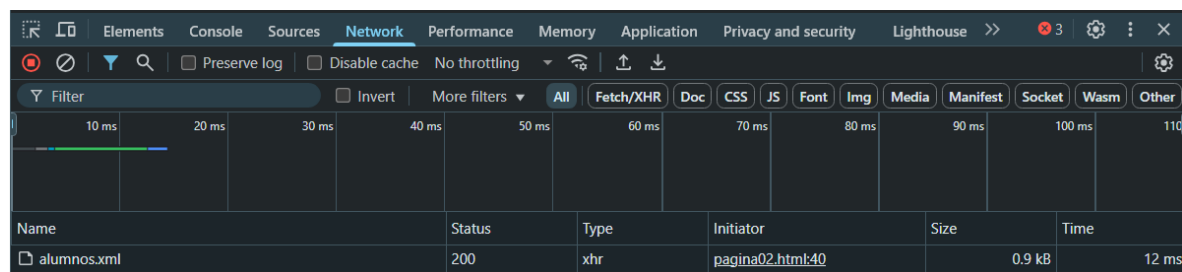 Elements Console Sources Network Performance Memory Application Privacy and security Lighthouse 3
Preserve log Disable cache No throttling
Filter Invert More filters All Fetch/XHR Doc CSS JS Font Img Media Manifest Socket Wasm Other
10 ms 20 ms 30 ms 40 ms 50 ms 60 ms 70 ms 80 ms 90 ms 100 ms 110
Name Status Type Initiator Size Time
alumnos.xml 200 xhr pagina02.html:40 0.9 kB 12 ms